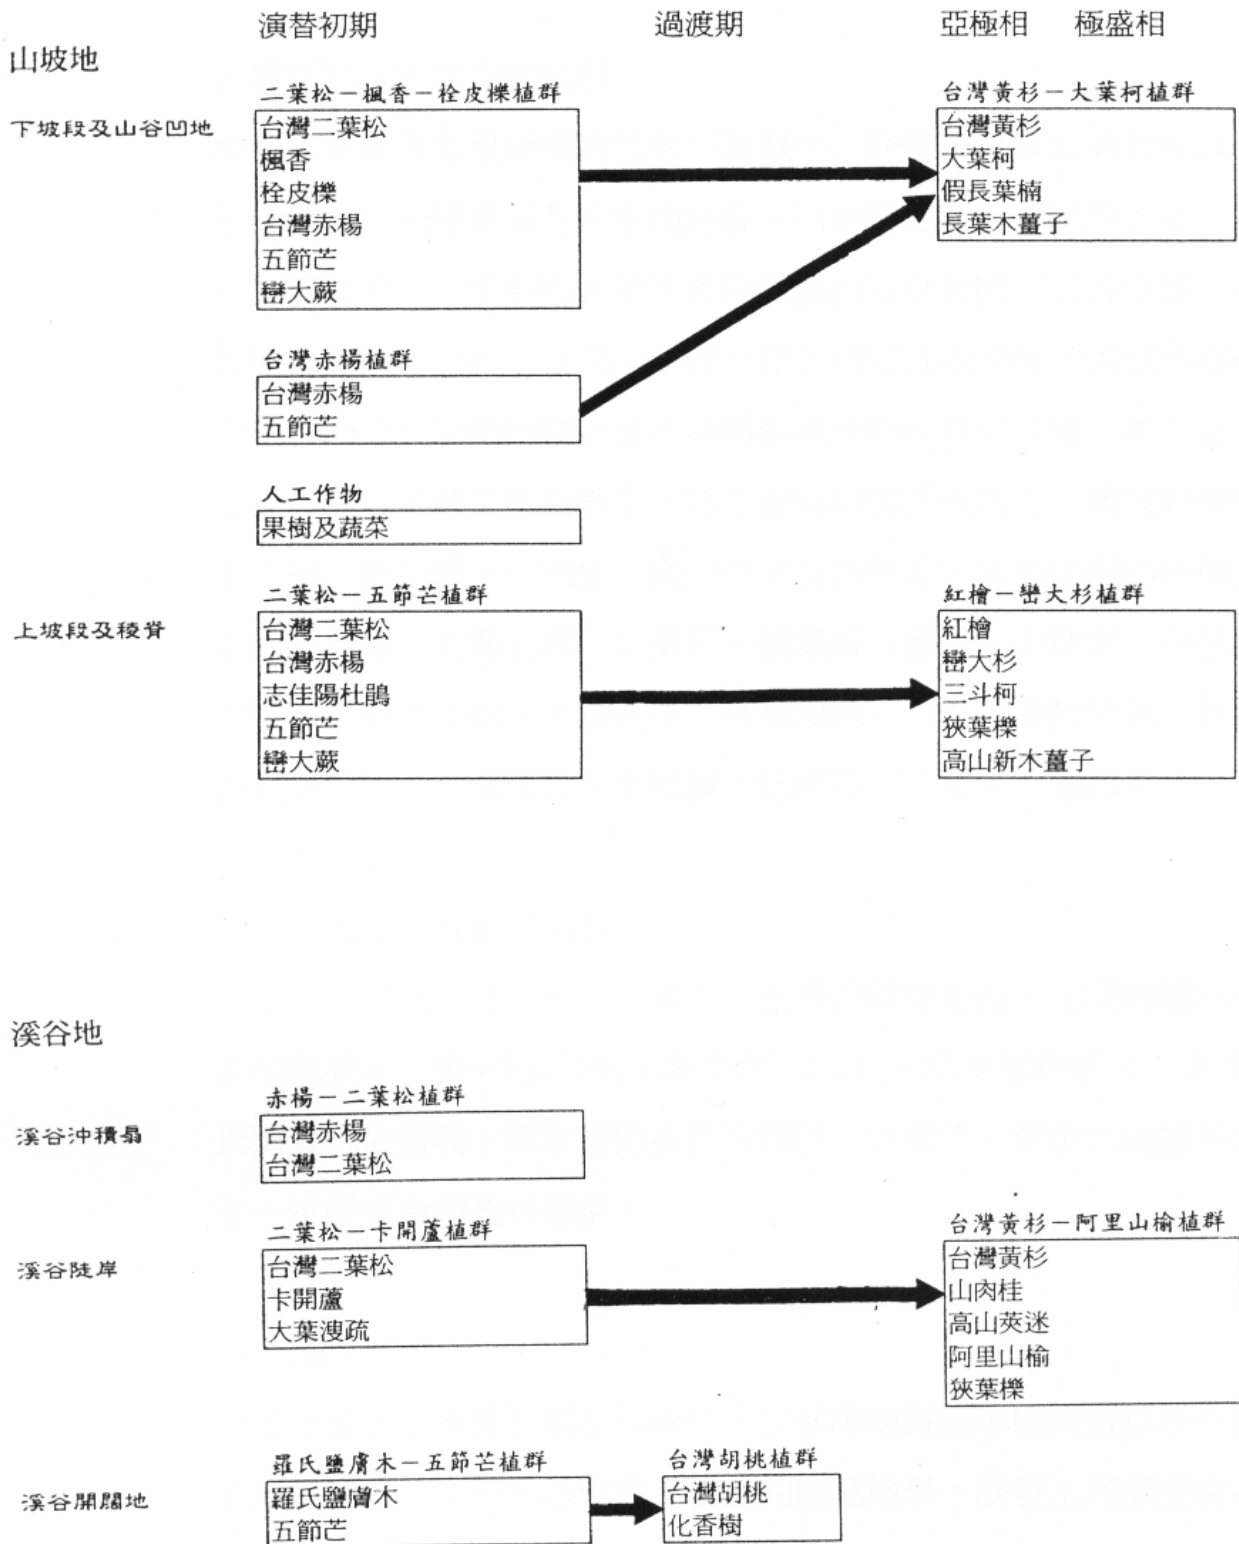 演替初期 過渡期 亞極相 極盛相
山坡地
二葉松－楓香－栓皮櫟植群 台灣黃杉－大葉柯植群
下坡段及山谷凹地
台灣二葉松
楓香
栓皮櫟
台灣赤楊
五節芒
巒大蕨
台灣黃杉
大葉柯
假長葉楠
長葉木薑子
台灣赤楊植群
台灣赤楊
五節芒
人工作物
果樹及蔬菜
二葉松－五節芒植群 紅檜－巒大杉植群
上坡段及稜脊
台灣二葉松
台灣赤楊
志佳陽杜鵑
五節芒
巒大蕨
紅檜
巒大杉
三斗柯
狹葉櫟
高山新木薑子
溪谷地
赤楊－二葉松植群
溪谷沖積扇
台灣赤楊
台灣二葉松
二葉松－卡開蘆植群 台灣黃杉－阿里山榆植群
溪谷陡岸
台灣二葉松
卡開蘆
大葉溲疏
台灣黃杉
山肉桂
高山莢迷
阿里山榆
狹葉櫟
羅氏鹽膚木－五節芒植群 台灣胡桃植群
溪谷開闊地
羅氏鹽膚木
五節芒
台灣胡桃
化香樹